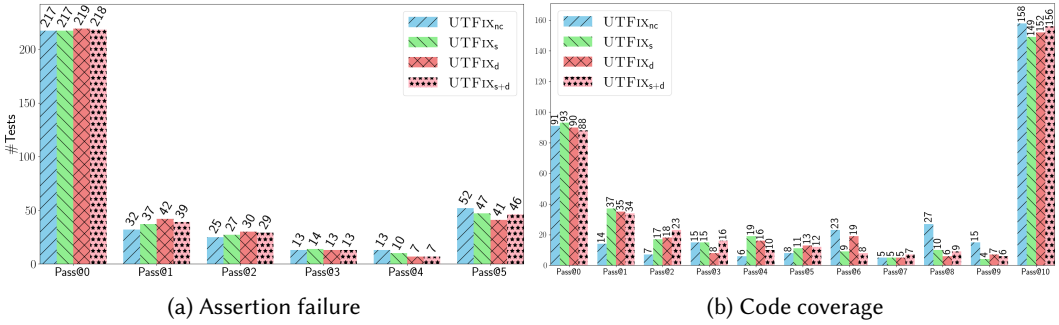 217 217 219 218
32 37 42 39
25 27 30 29
13 14 13 13
13 10 7 7
52 47 41 46
UTFIXnc
UTFIXs
UTFIXd
UTFIXs+d
#Tests
200
150
100
50
0
Pass@0 Pass@1 Pass@2 Pass@3 Pass@4 Pass@5
(a) Assertion failure
91 93 90 88
14 37 35 34
7 17 18 23
15 15 8 16
6 19 16 10
8 11 13 12
23 9 19 8
5 5 5 7
27 10 6 9
15 4 7 6
158 149 152 156
UTFIXnc
UTFIXs
UTFIXd
UTFIXs+d
160
140
120
100
80
60
40
20
0
Pass@0 Pass@1 Pass@2 Pass@3 Pass@4 Pass@5 Pass@6 Pass@7 Pass@8 Pass@9 Pass@10
(b) Code coverage